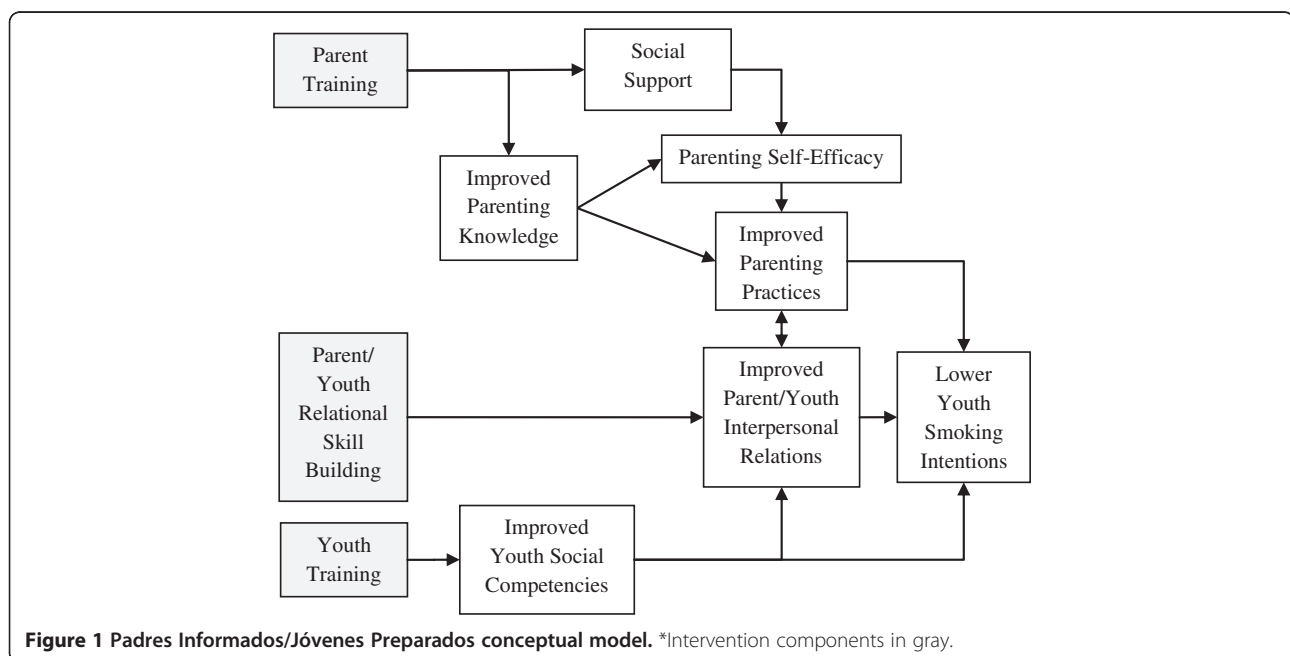 Parent
Training
Social
Support
Parenting Self-Efficacy
Improved
Parenting
Knowledge
Improved
Parenting
Practices
Parent/
Youth
Relational
Skill
Building
Improved
Parent/Youth
Interpersonal
Relations
Lower
Youth
Smoking
Intentions
Youth
Training
Improved
Youth Social
Competencies
Figure 1 Padres Informados/Jóvenes Preparados conceptual model. *Intervention components in gray.